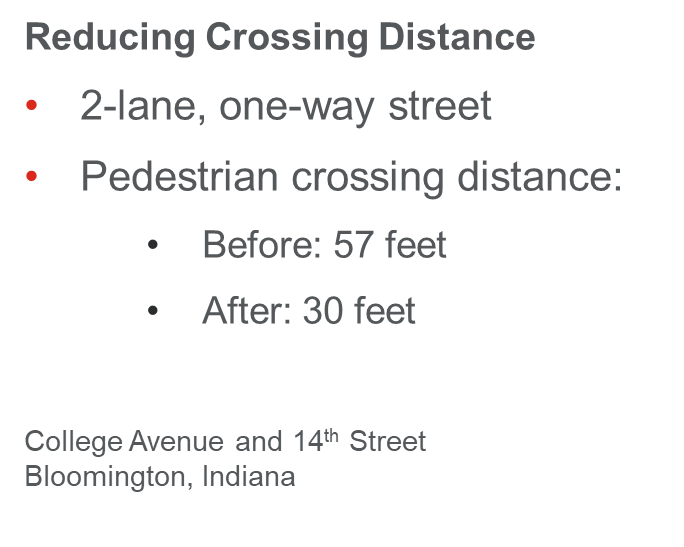 Reducing Crossing Distance
• 2-lane, one-way street
• Pedestrian crossing distance:
• Before: 57 feet
• After: 30 feet
College Avenue and 14th Street
Bloomington, Indiana